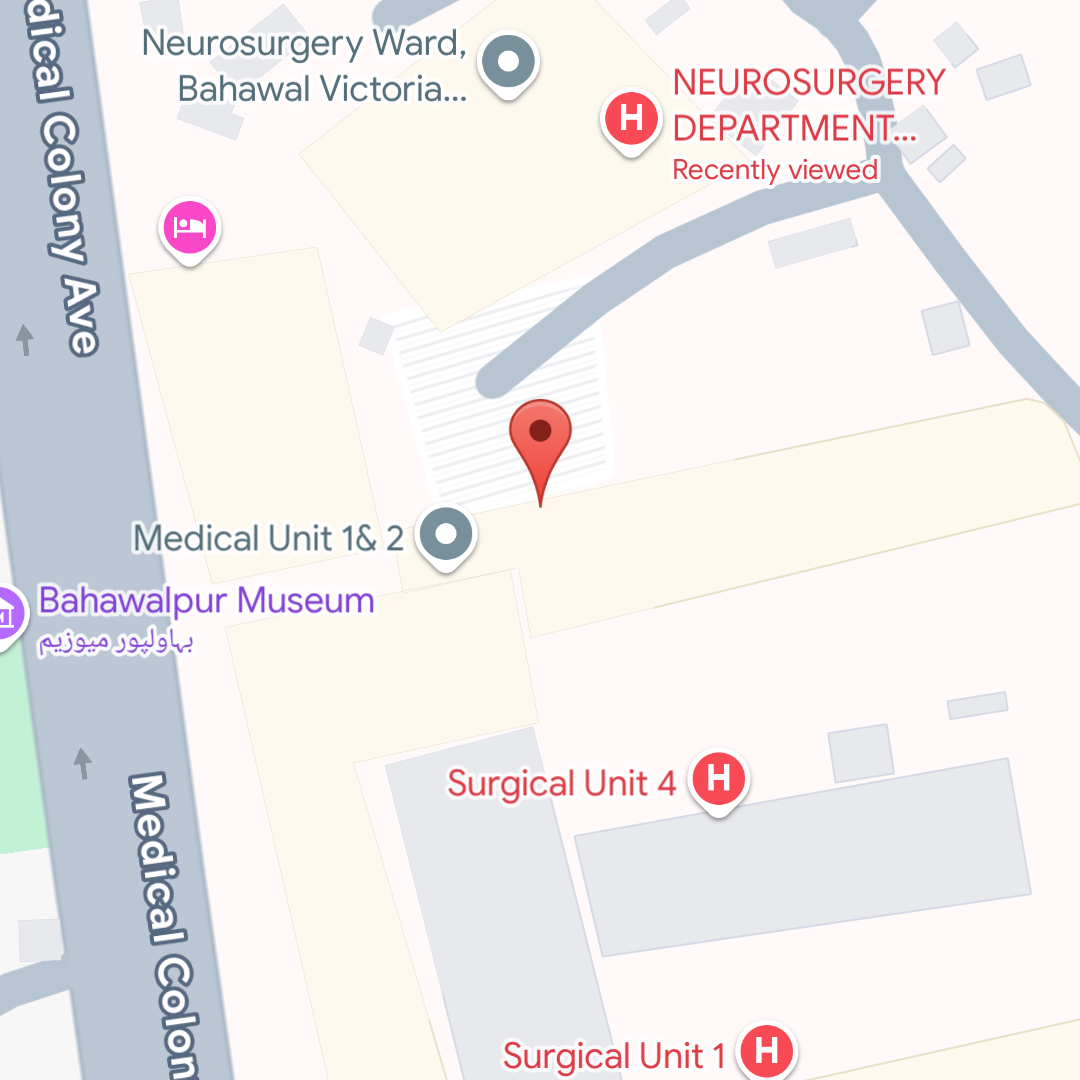 dical Colony Ave
Neurosurgery Ward,
Bahawal Victoria...
NEUROSURGERY
DEPARTMENT...
Recently viewed
H
Medical Unit 1& 2
Bahawalpur Museum
بہاولپور میوزیم
Surgical Unit 4
H
Medical Colon
Surgical Unit 1
H